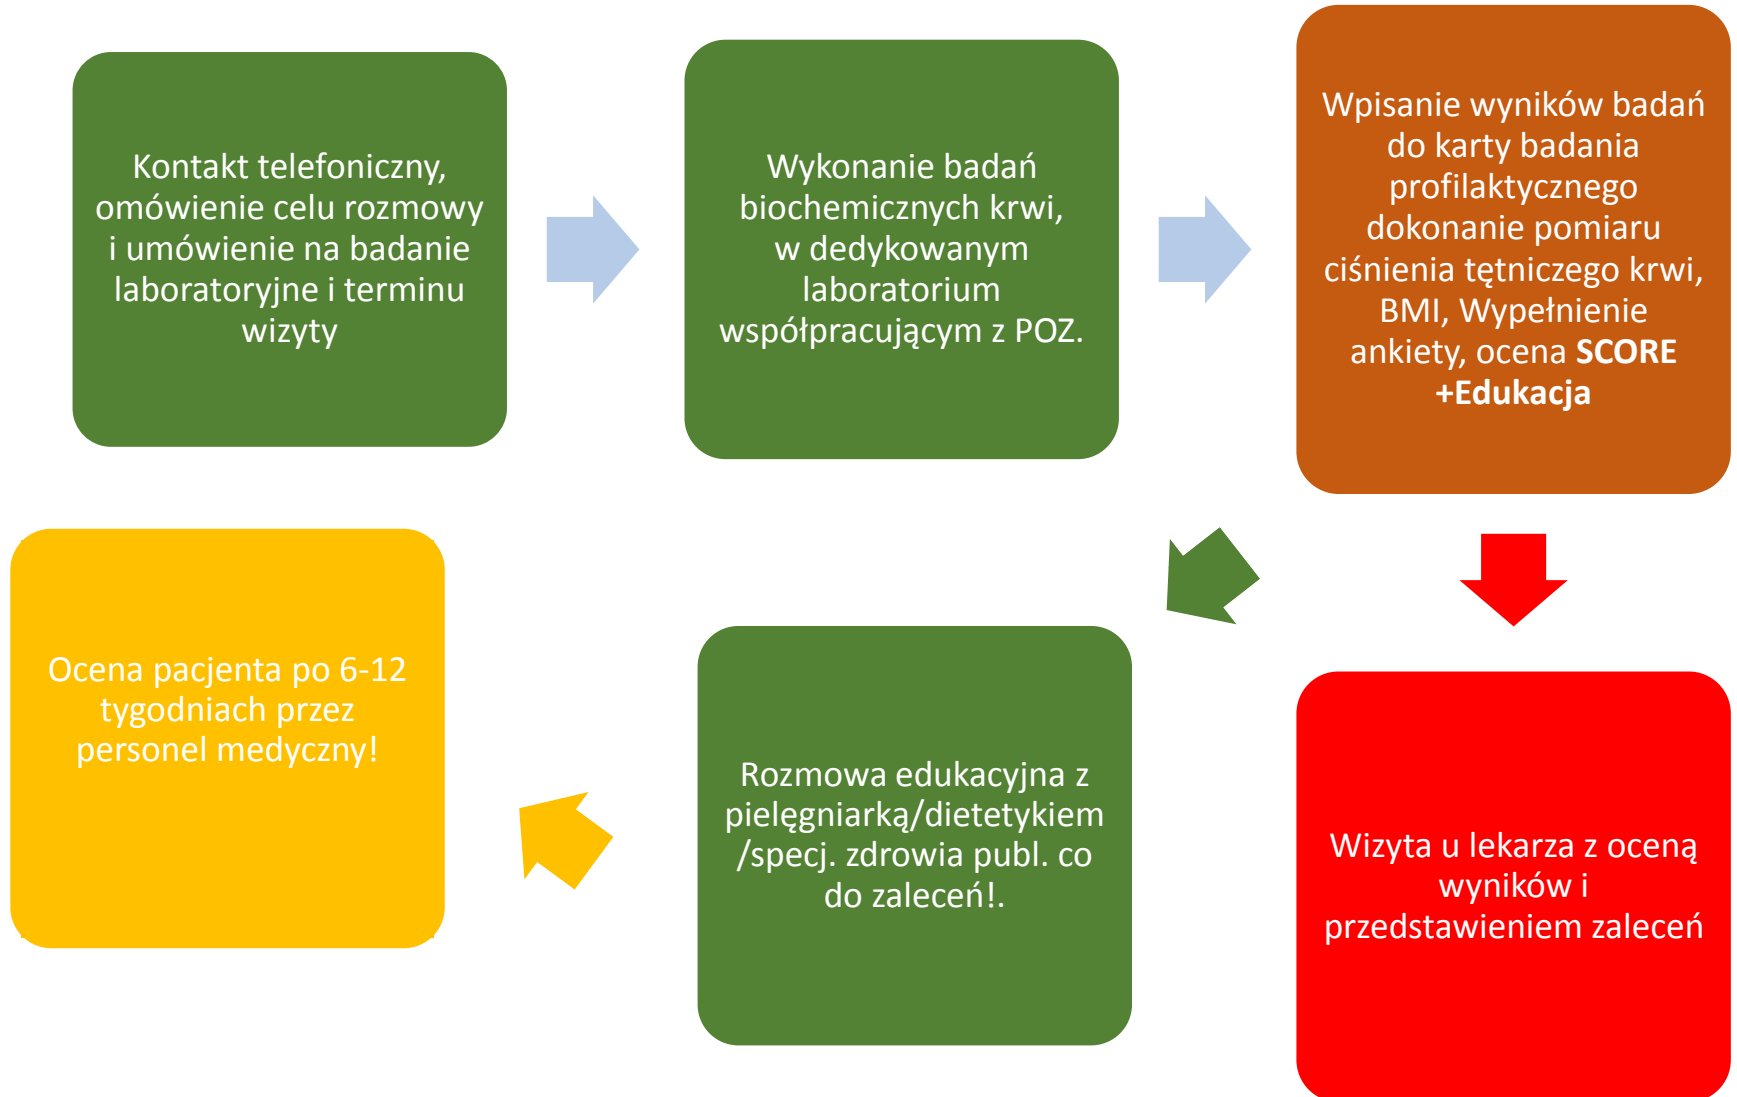 Kontakt telefoniczny,
omówienie celu rozmowy
i umówienie na badanie
laboratoryjne i terminu
wizyty
Wykonanie badań
biochemicznych krwi,
w dedykowanym
laboratorium
współpracującym z POZ.
Wpisanie wyników badań
do karty badania
profilaktycznego
dokonanie pomiaru
ciśnienia tętniczego krwi,
BMI, Wypełnienie
ankiety, ocena SCORE
+Edukacja
Wizyta u lekarza z oceną
wyników i
przedstawieniem zaleceń
Rozmowa edukacyjna z
pielęgniarką/dietetykiem
/specj. zdrowia publ. co
do zaleceń!.
Ocena pacjenta po 6-12
tygodniach przez
personel medyczny!